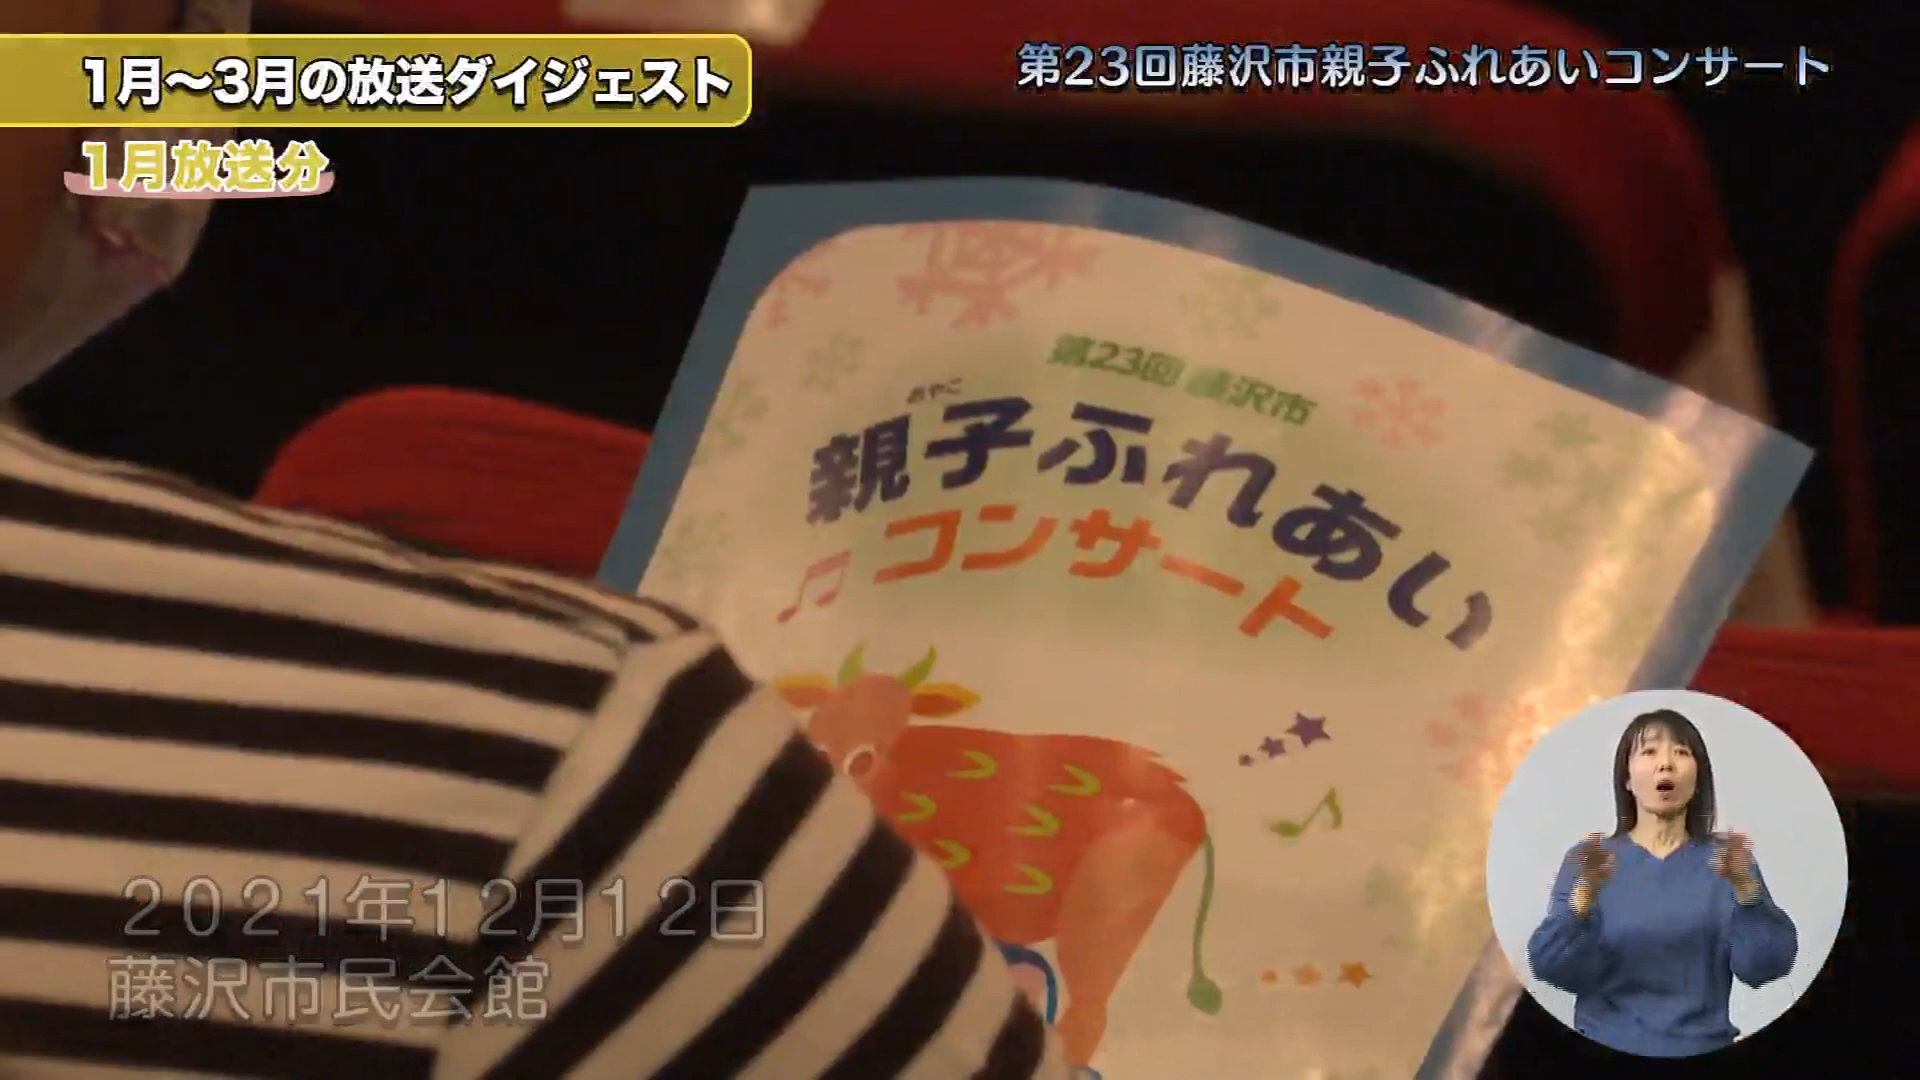 1月～3月の放送ダイジェスト
第23回藤沢市親子ふれあいコンサート
1月放送分
第23回 藤沢市
おやこ
親子ふれあい
コンサート
２０２１年１２月１２日
藤沢市民会館